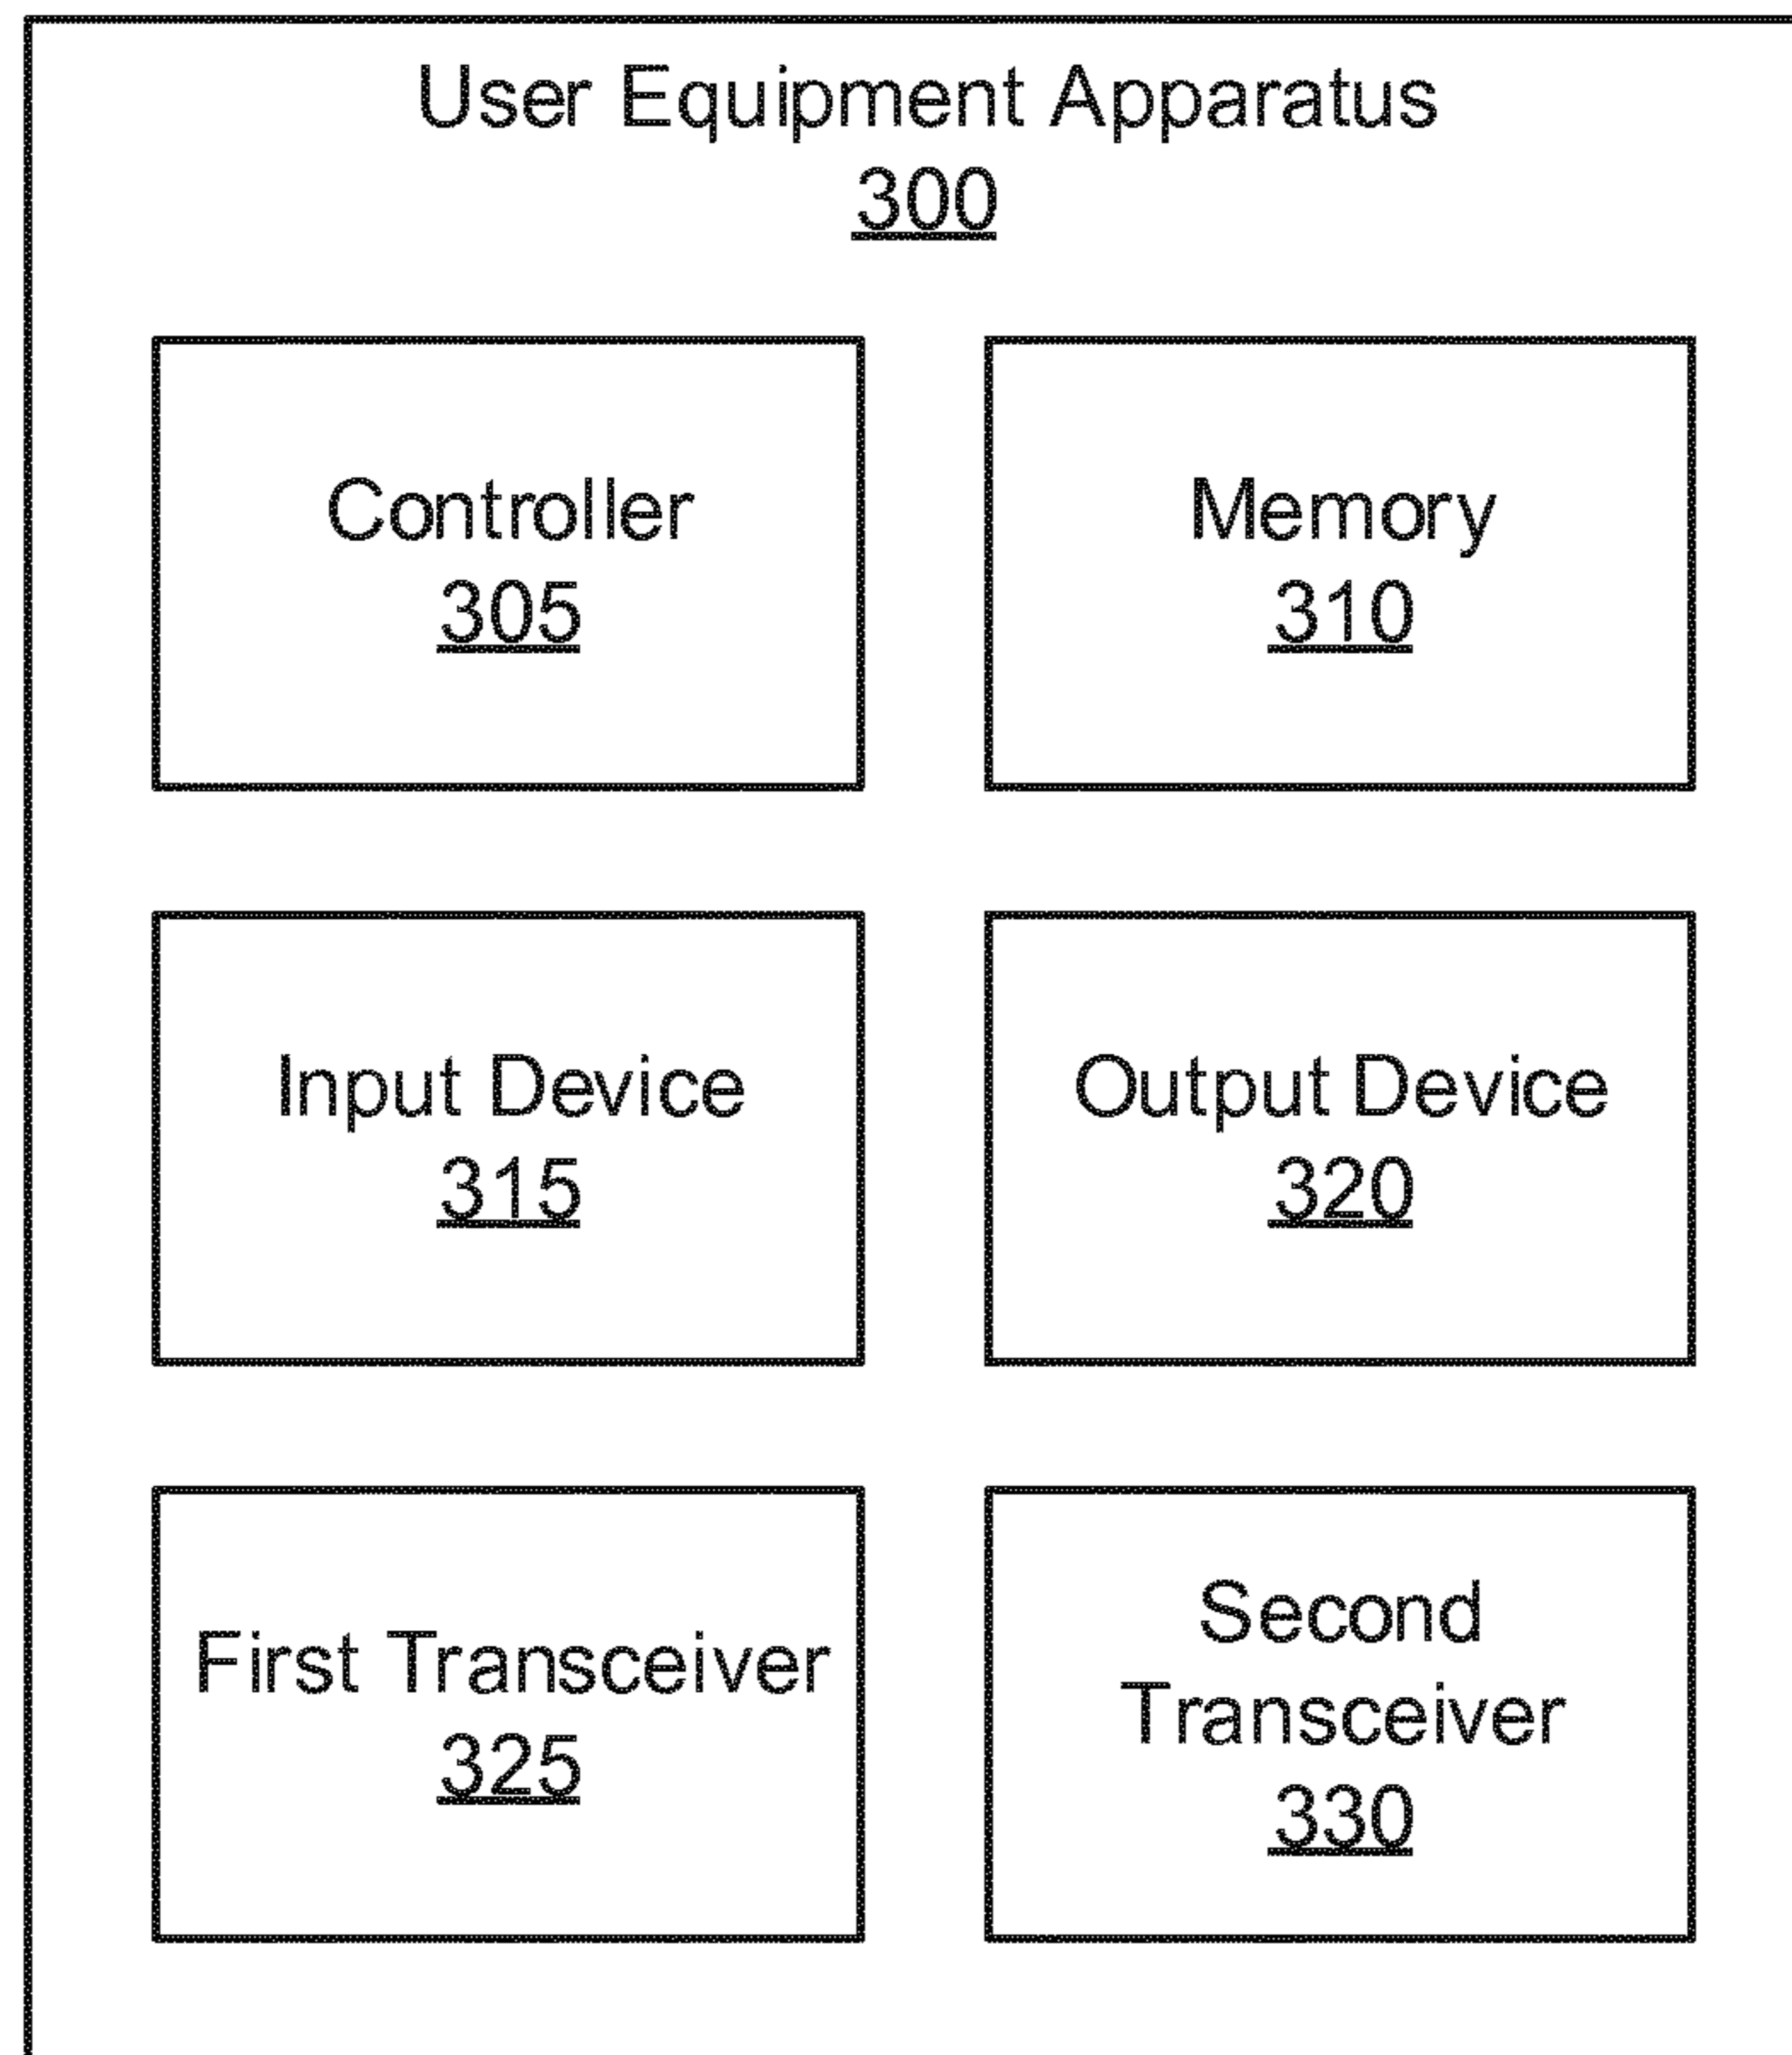 User Equipment Apparatus
300
Controller
305
Memory
310
Input Device
315
Output Device
320
First Transceiver
325
Second
Transceiver
330